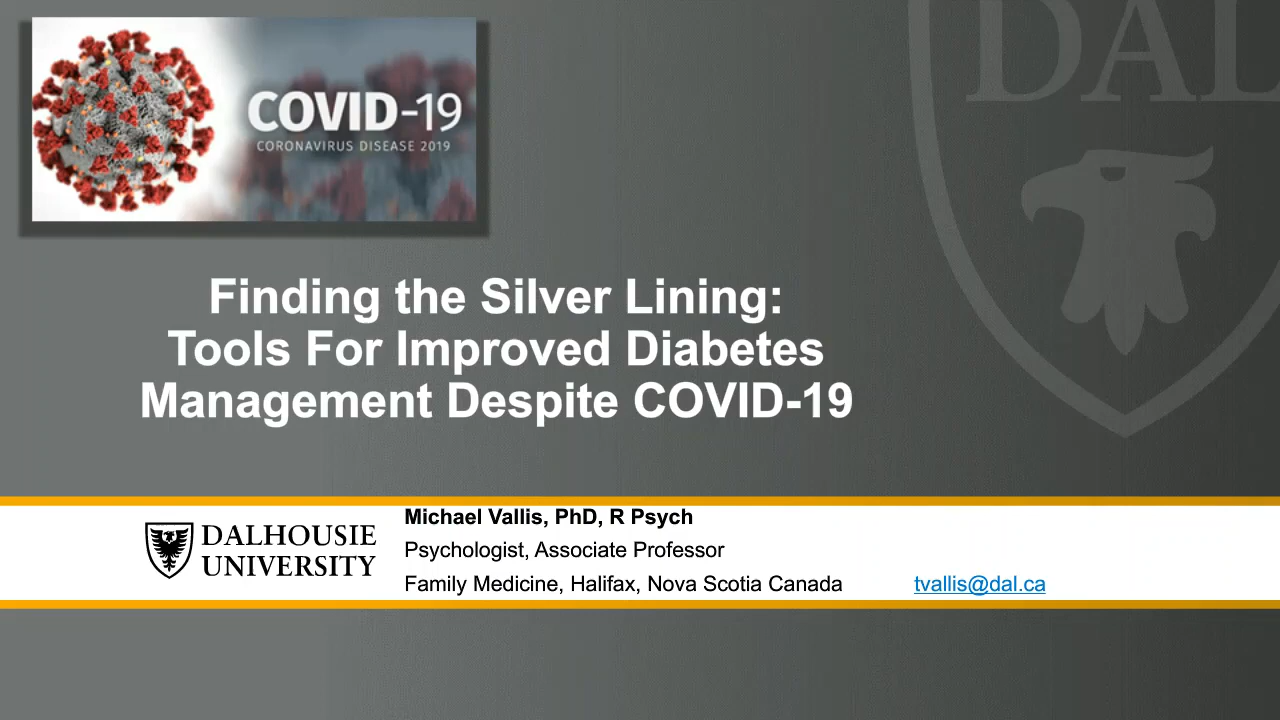 COVID-19
CORONAVIRUS DISEASE 2019
DAL
Finding the Silver Lining:
Tools For Improved Diabetes
Management Despite COVID-19
DALHOUSIE
UNIVERSITY
Michael Vallis, PhD, R Psych
Psychologist, Associate Professor
Family Medicine, Halifax, Nova Scotia Canada
tvallis@dal.ca